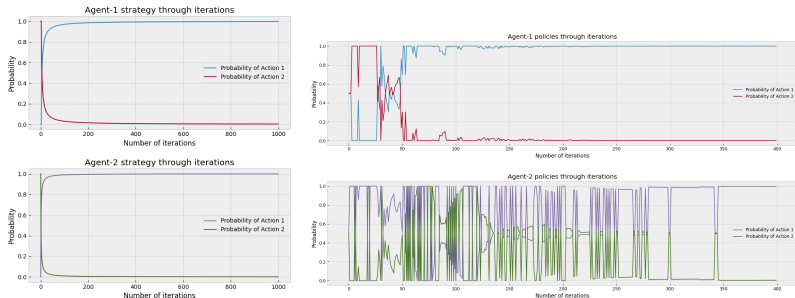 Agent-1 strategy through iterations
1.0
0.8
0.6
0.4
0.2
0.0
Probability
Probability of Action 1
Probability of Action 2
0 200 400 600 800 1000
Number of iterations
Agent-2 strategy through iterations
1.0
0.8
0.6
0.4
0.2
0.0
Probability
Probability of Action 1
Probability of Action 2
0 200 400 600 800 1000
Number of iterations
Agent-1 policies through iterations
1.0
0.8
0.6
0.4
0.2
0.0
Probability
Probability of Action 1
Probability of Action 2
0 50 100 150 200 250 300 350 400
Number of iterations
Agent-2 policies through iterations
1.0
0.8
0.6
0.4
0.2
0.0
Probability
Probability of Action 1
Probability of Action 2
0 50 100 150 200 250 300 350 400
Number of iterations